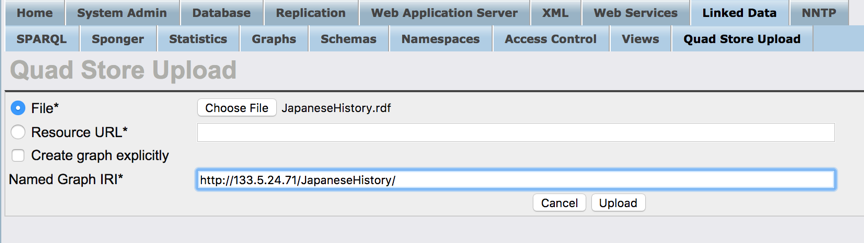 Home System Admin Database Replication Web Application Server XML Web Services Linked Data NNTP
SPARQL Sponger Statistics Graphs Schemas Namespaces Access Control Views Quad Store Upload
Quad Store Upload
File* Choose File JapaneseHistory.rdf
Resource URL*
Create graph explicitly
Named Graph IRI* http://133.5.24.71/JapaneseHistory/
Cancel Upload